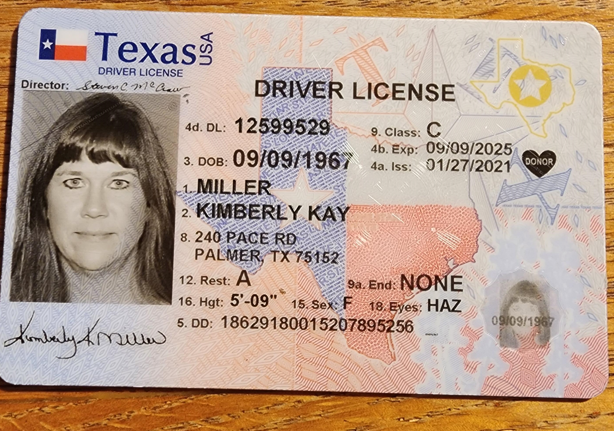 Texas USA
DRIVER LICENSE
Director: Steven C McCraw
DRIVER LICENSE
4d. DL: 12599529 9. Class: C
4b. Exp: 09/09/2025
3. DOB: 09/09/1967 4a. Iss: 01/27/2021
DONOR
1. MILLER
2. KIMBERLY KAY
8. 240 PACE RD
PALMER, TX 75152
12. Rest: A 9a. End: NONE
16. Hgt: 5'-09" 15. Sex: F 18. Eyes: HAZ
5. DD: 18629180015207895256
09/09/1967
Kimberly K Miller